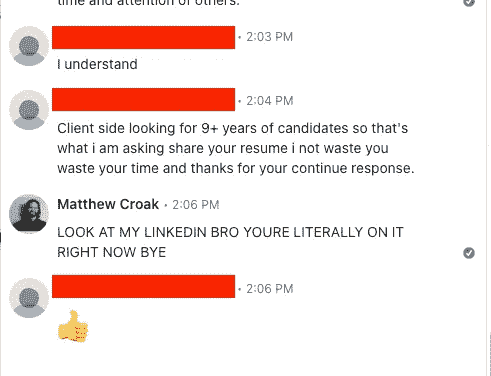 time and attention of others.
• 2:03 PM
I understand
• 2:04 PM
Client side looking for 9+ years of candidates so that's
what i am asking share your resume i not waste you
waste your time and thanks for your continue response.
Matthew Croak • 2:06 PM
LOOK AT MY LINKEDIN BRO YOURE LITERALLY ON IT
RIGHT NOW BYE
• 2:06 PM